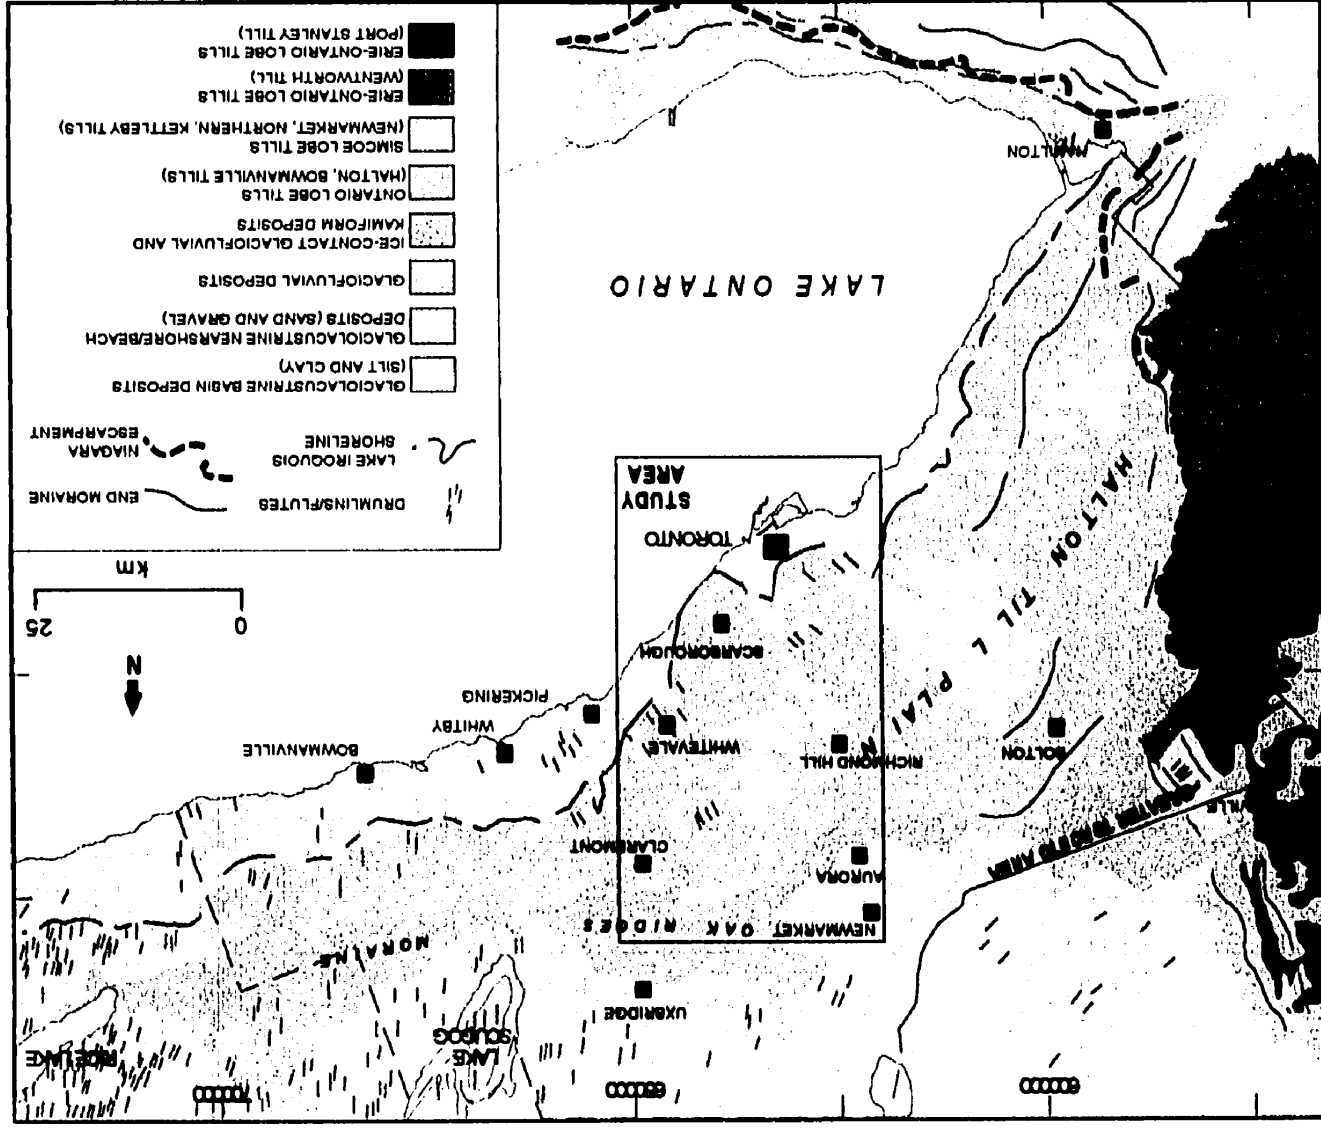 600000
650000
700000
LAKE
SCUGOG
RICE LAKE
UXBRIDGE
NEWMARKET
OAK RIDGES
MORAINE
AURORA
CLAREMONT
GREATER TORONTO AREA
BOLTON
RICHMOND HILL
WHITEVALE
BOWMANVILLE
WHITBY
PICKERING
SCARBOROUGH
HALTON TILL PLAIN
TORONTO
STUDY
AREA
N
0 25
km
LAKE ONTARIO
HAMILTON
DRUMLINS/FLUTES
END MORAINE
LAKE IROQUOIS
SHORELINE
NIAGARA
ESCARPMENT
GLACIOLACUSTRINE BASIN DEPOSITS
(SILT AND CLAY)
GLACIOLACUSTRINE NEARSHORE/BEACH
DEPOSITS (SAND AND GRAVEL)
GLACIOFLUVIAL DEPOSITS
ICE-CONTACT GLACIOFLUVIAL AND
KAMIFORM DEPOSITS
ONTARIO LOBE TILLS
(HALTON, BOWMANVILLE TILLS)
SIMCOE LOBE TILLS
(NEWMARKET, NORTHERN, KETTLEBY TILLS)
ERIE-ONTARIO LOBE TILLS
(WENTWORTH TILL)
ERIE-ONTARIO LOBE TILLS
(PORT STANLEY TILL)